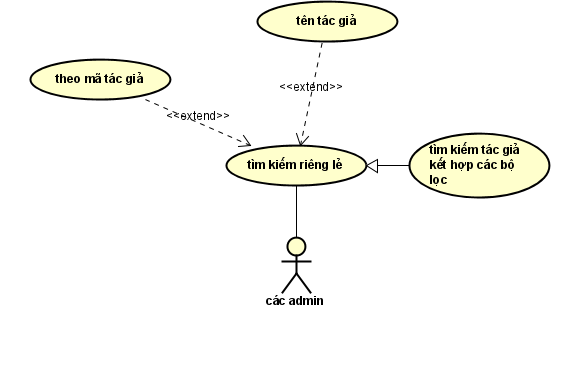 tên tác giả
theo mã tác giả
<<extend>>
<<extend>>
tìm kiếm riêng lẻ
tìm kiếm tác giả
kết hợp các bộ
lọc
các admin